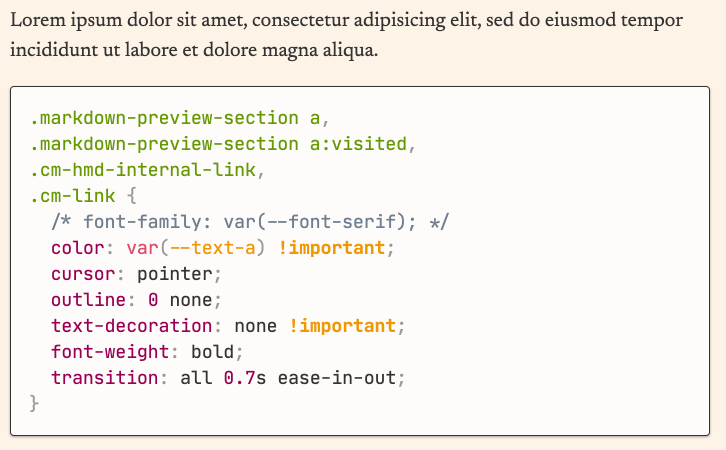 Lorem ipsum dolor sit amet, consectetur adipisicing elit, sed do eiusmod tempor
incididunt ut labore et dolore magna aliqua.
.markdown-preview-section a,
.markdown-preview-section a:visited,
.cm-hmd-internal-link,
.cm-link {
  /* font-family: var(--font-serif); */
  color: var(--text-a) !important;
  cursor: pointer;
  outline: 0 none;
  text-decoration: none !important;
  font-weight: bold;
  transition: all 0.7s ease-in-out;
}